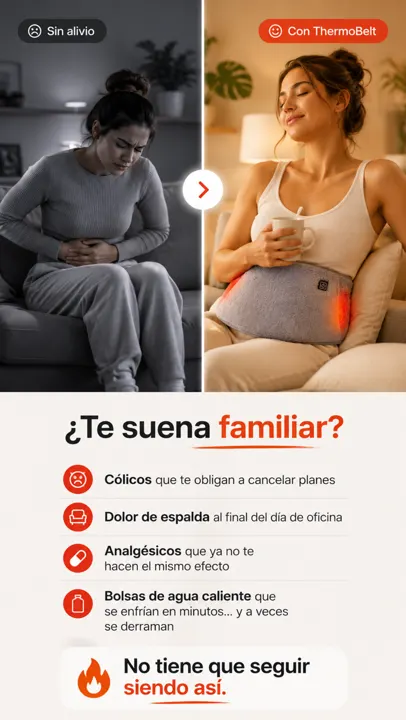 Sin alivio
Con ThermoBelt
¿Te suena familiar?
Cólicos que te obligan a cancelar planes
Dolor de espalda al final del día de oficina
Analgésicos que ya no te
hacen el mismo efecto
Bolsas de agua caliente que
se enfrían en minutos... y a veces
se derraman
No tiene que seguir
siendo así.